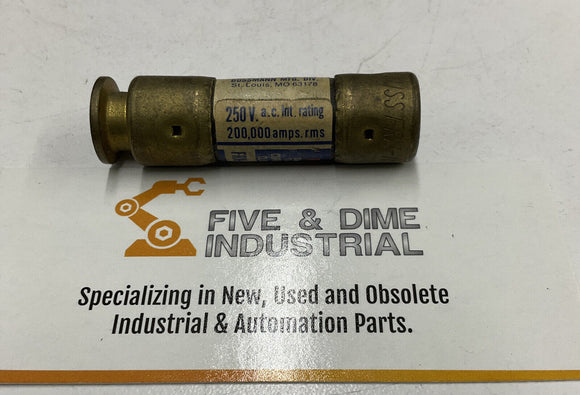 BUSSMANN MFG. DIV.
St. Louis, MO 63178
250V. a.c. int. rating
200,000 amps. rms
FIVE & DIME
INDUSTRIAL
Specializing in New, Used and Obsolete
Industrial & Automation Parts.